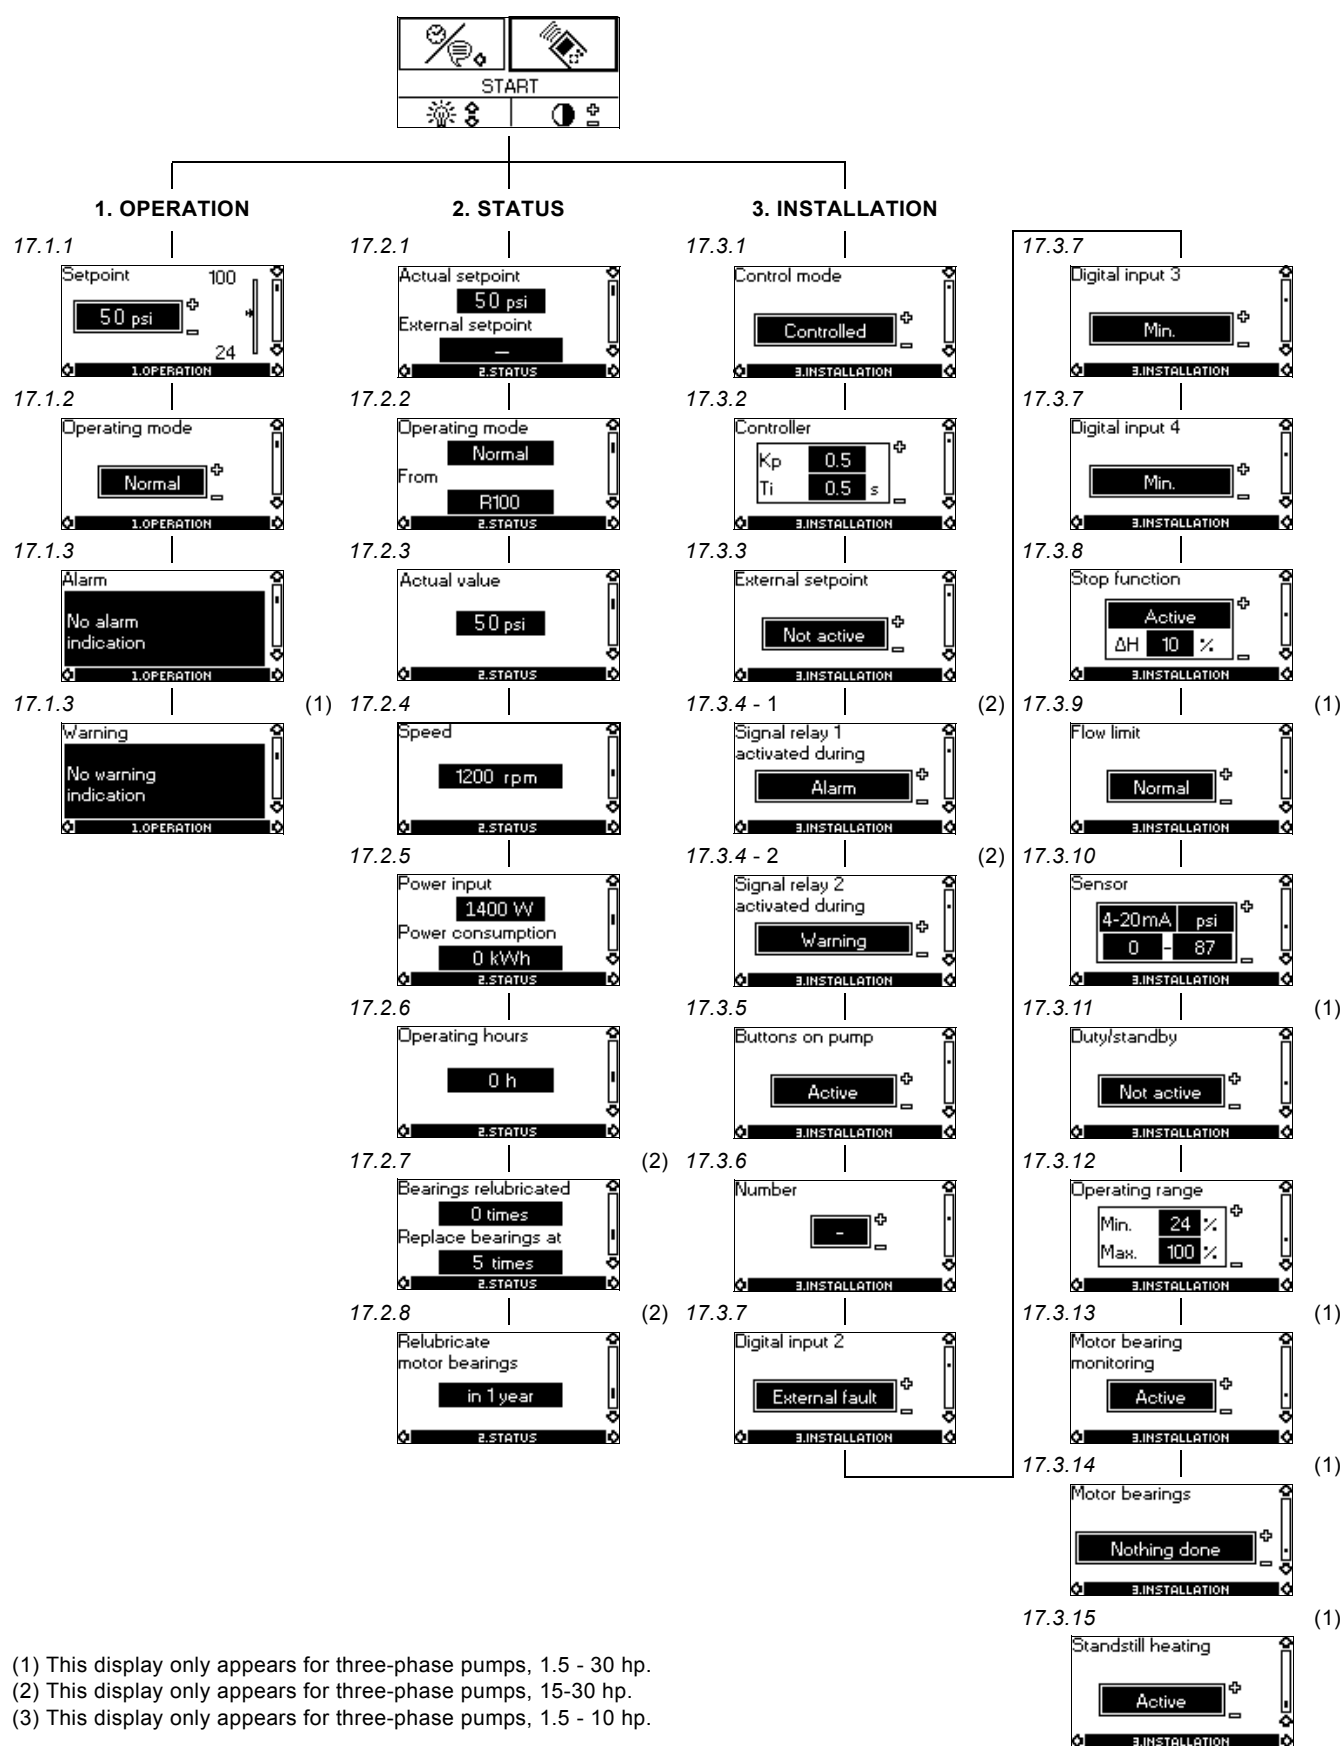 START
1. OPERATION
17.1.1
Setpoint
100
50 psi
24
1.OPERATION
17.1.2
Operating mode
Normal
1.OPERATION
17.1.3
Alarm
No alarm
indication
1.OPERATION
17.1.3 (1)
Warning
No warning
indication
1.OPERATION
2. STATUS
17.2.1
Actual setpoint
50 psi
External setpoint
—
2.STATUS
17.2.2
Operating mode
Normal
From
R100
2.STATUS
17.2.3
Actual value
50 psi
2.STATUS
17.2.4
Speed
1200 rpm
2.STATUS
17.2.5
Power input
1400 W
Power consumption
0 kWh
2.STATUS
17.2.6
Operating hours
0 h
2.STATUS
17.2.7 (2)
Bearings relubricated
0 times
Replace bearings at
5 times
2.STATUS
17.2.8 (2)
Relubricate
motor bearings
in 1 year
2.STATUS
3. INSTALLATION
17.3.1
Control mode
Controlled
3.INSTALLATION
17.3.2
Controller
Kp 0.5
Ti 0.5 s
3.INSTALLATION
17.3.3
External setpoint
Not active
3.INSTALLATION
17.3.4 - 1 (2)
Signal relay 1
activated during
Alarm
3.INSTALLATION
17.3.4 - 2 (2)
Signal relay 2
activated during
Warning
3.INSTALLATION
17.3.5
Buttons on pump
Active
3.INSTALLATION
17.3.6
Number
-
3.INSTALLATION
17.3.7
Digital input 2
External fault
3.INSTALLATION
17.3.7
Digital input 3
Min.
3.INSTALLATION
17.3.7
Digital input 4
Min.
3.INSTALLATION
17.3.8
Stop function
Active
ΔH 10 %
3.INSTALLATION
17.3.9 (1)
Flow limit
Normal
3.INSTALLATION
17.3.10
Sensor
4-20mA psi
0 - 87
3.INSTALLATION
17.3.11 (1)
Duty/standby
Not active
3.INSTALLATION
17.3.12
Operating range
Min. 24 %
Max. 100 %
3.INSTALLATION
17.3.13 (1)
Motor bearing
monitoring
Active
3.INSTALLATION
17.3.14 (1)
Motor bearings
Nothing done
3.INSTALLATION
17.3.15 (1)
Standstill heating
Active
3.INSTALLATION
(1) This display only appears for three-phase pumps, 1.5 - 30 hp.
(2) This display only appears for three-phase pumps, 15-30 hp.
(3) This display only appears for three-phase pumps, 1.5 - 10 hp.